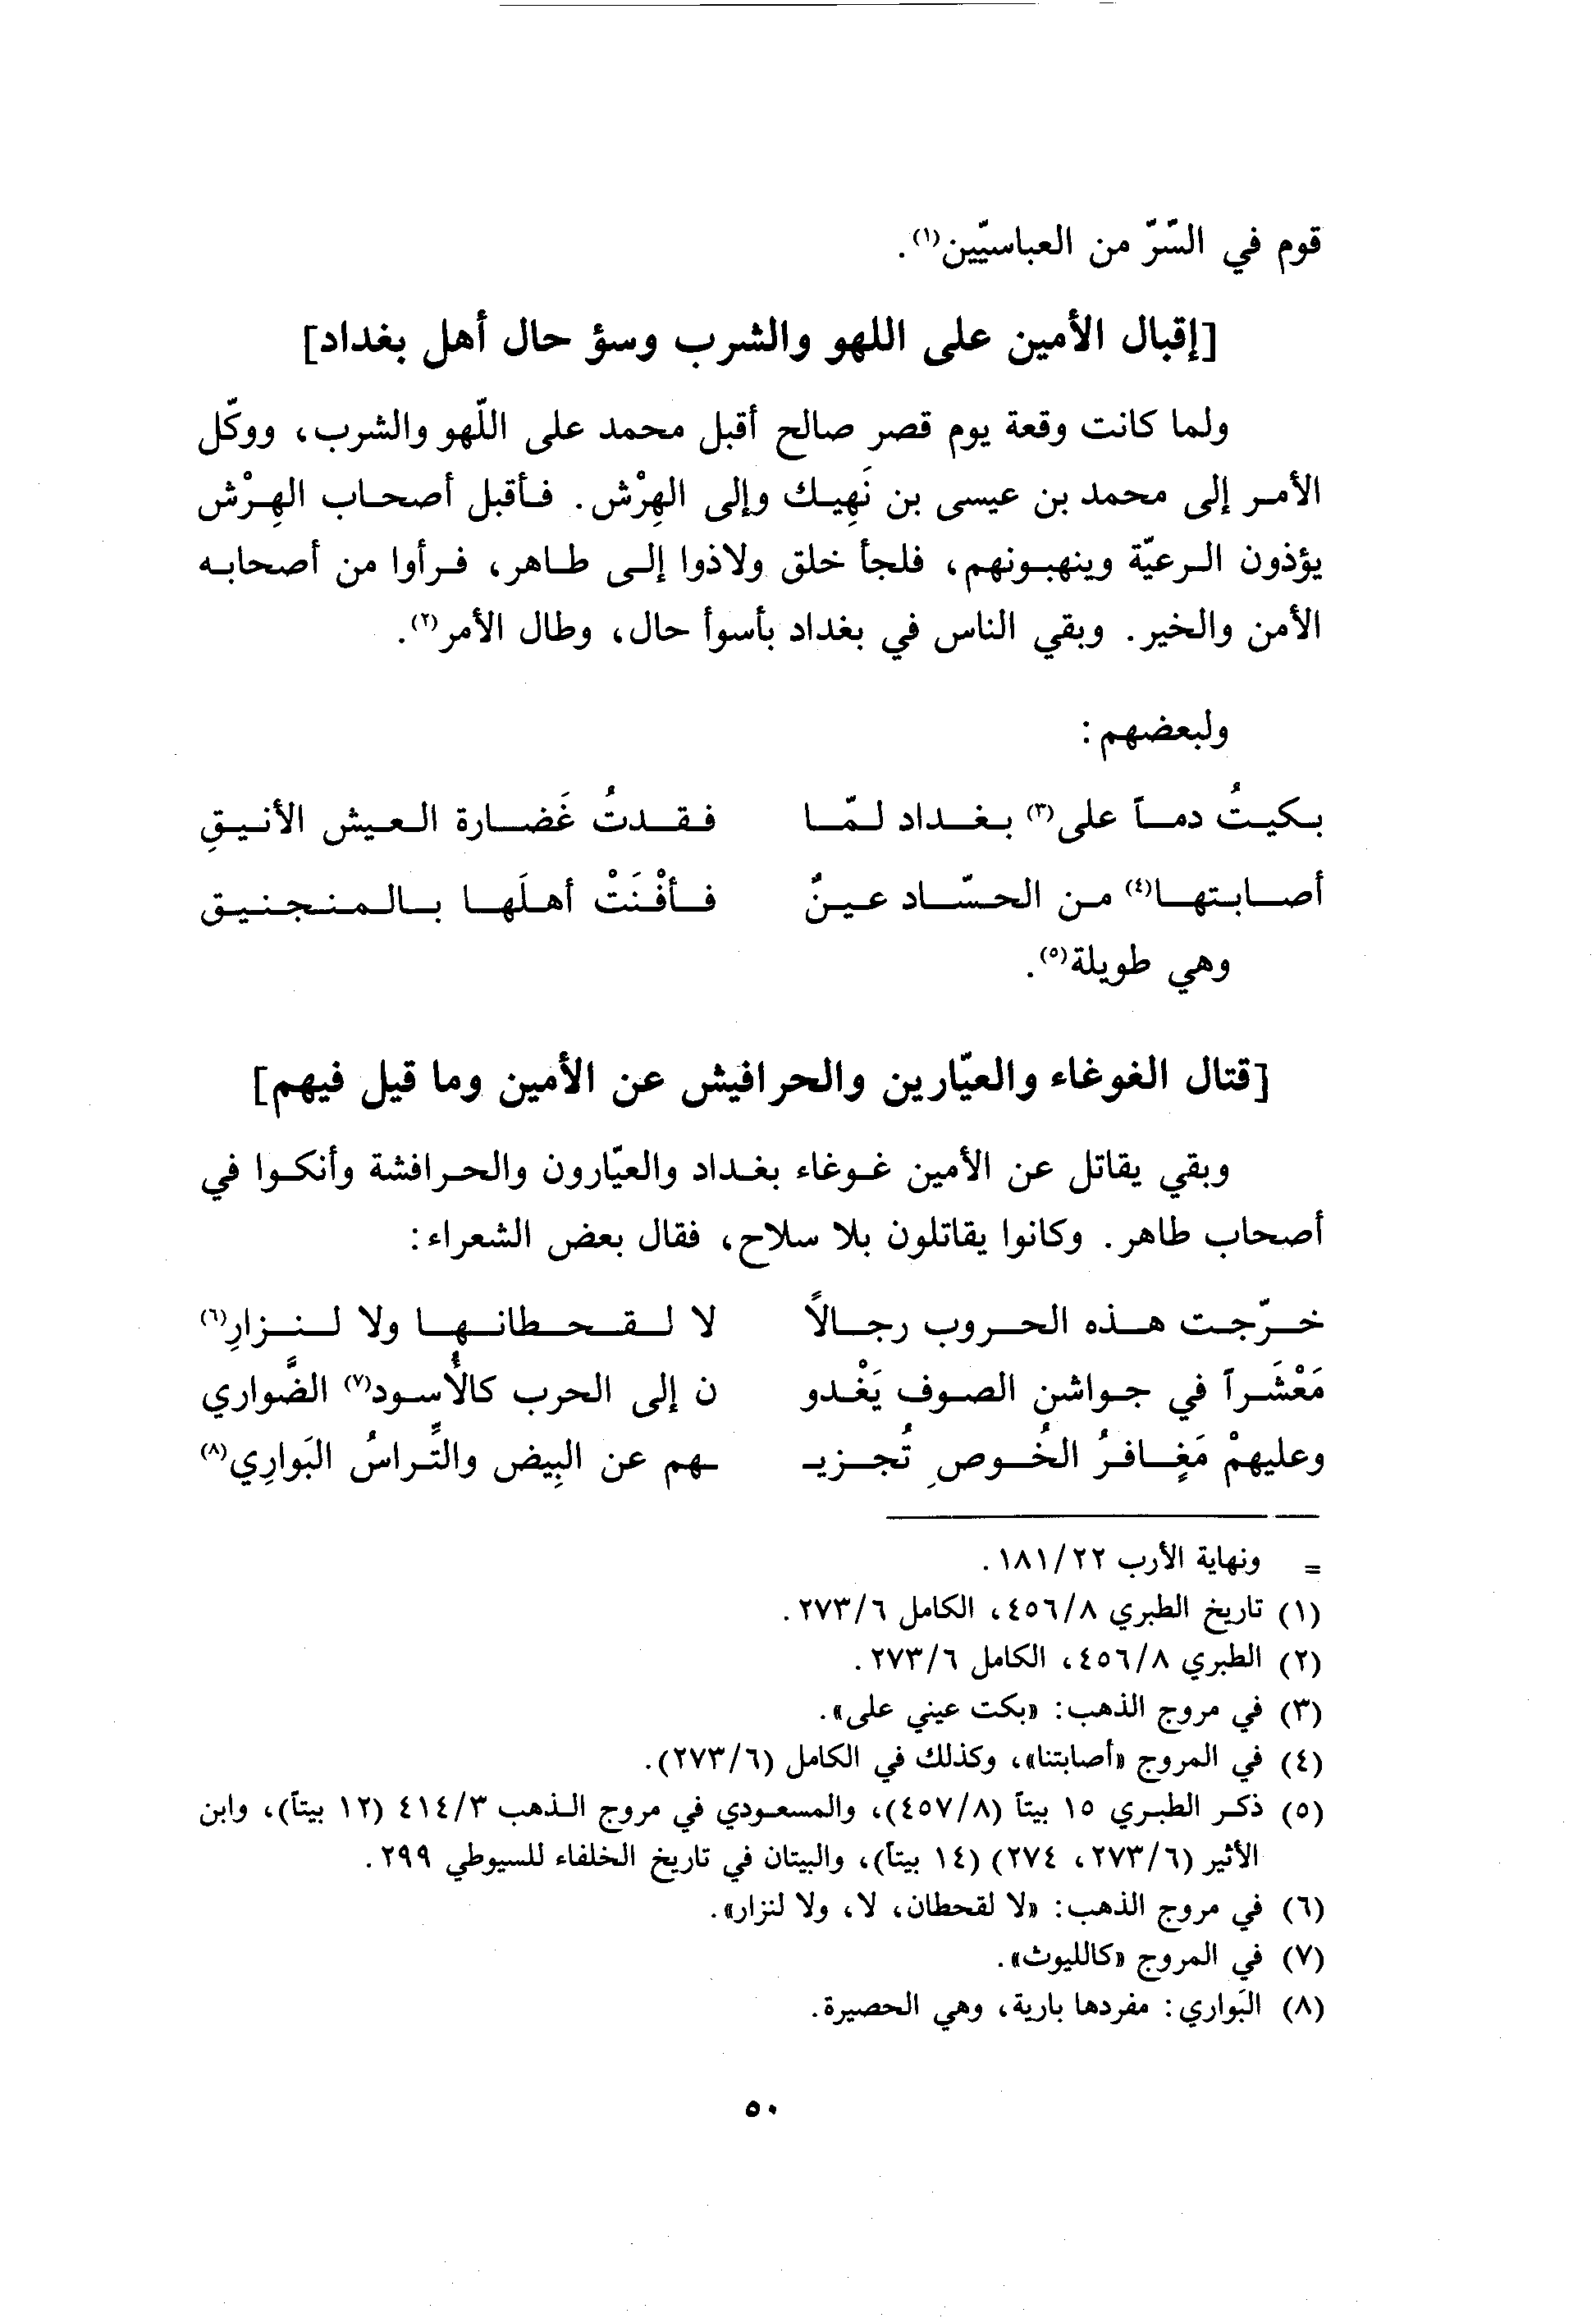 قوم في السّرّ من العباسيّين(١).
[إقبال الأمين على اللهو والشرب وسؤ حال أهل بغداد]
ولما كانت وقعة يوم قصر صالح أقبل محمد على اللّهو والشرب، ووكّل
الأمر إلى محمد بن عيسى بن نَهِيك وإلى الهِرْش. فأقبل أصحاب الهِرْش
يؤذون الرعيّة وينهبونهم، فلجأ خلق ولاذوا إلى طاهر، فرأوا من أصحابه
الأمن والخير. وبقي الناس في بغداد بأسوأ حال، وطال الأمر(٢).
ولبعضهم:
بكيتُ دماً على(٣) بغداد لمّا فقدتُ غَضارة العيش الأنيقِ
أصابتها(٤) من الحسّاد عينٌ فأفْنَتْ أهلَها بالمنجنيق
وهي طويلة(٥).
[قتال الغوغاء والعيّارين والحرافيش عن الأمين وما قيل فيهم]
وبقي يقاتل عن الأمين غوغاء بغداد والعيّارون والحرافشة وأنكوا في
أصحاب طاهر. وكانوا يقاتلون بلا سلاح، فقال بعض الشعراء:
خرّجت هذه الحروب رجالاً لا لقحطانها ولا لنزارِ(٦)
مَعْشَراً في جواشن الصوف يَغْدو ن إلى الحرب كالأُسود(٧) الضَّواري
وعليهمْ مَغٍافرُ الخُوصِ تُجزيـ ـهم عن البِيض والتِّراسُ البَوارِي(٨)
= ونهاية الأرب ١٨١/٢٢.
(١) تاريخ الطبري ٤٥٦/٨، الكامل ٢٧٣/٦.
(٢) الطبري ٤٥٦/٨، الكامل ٢٧٣/٦.
(٣) في مروج الذهب: «بكت عيني على».
(٤) في المروج «أصابتنا»، وكذلك في الكامل (٢٧٣/٦).
(٥) ذكر الطبري ١٥ بيتاً (٤٥٧/٨)، والمسعودي في مروج الذهب ٤١٤/٣ (١٢ بيتاً)، وابن
الأثير (٢٧٣/٦، ٢٧٤) (١٤ بيتاً)، والبيتان في تاريخ الخلفاء للسيوطي ٢٩٩.
(٦) في مروج الذهب: «لا لقحطان، لا، ولا لنزار».
(٧) في المروج «كالليوث».
(٨) البَواري: مفردها بارية، وهي الحصيرة.
٥٠